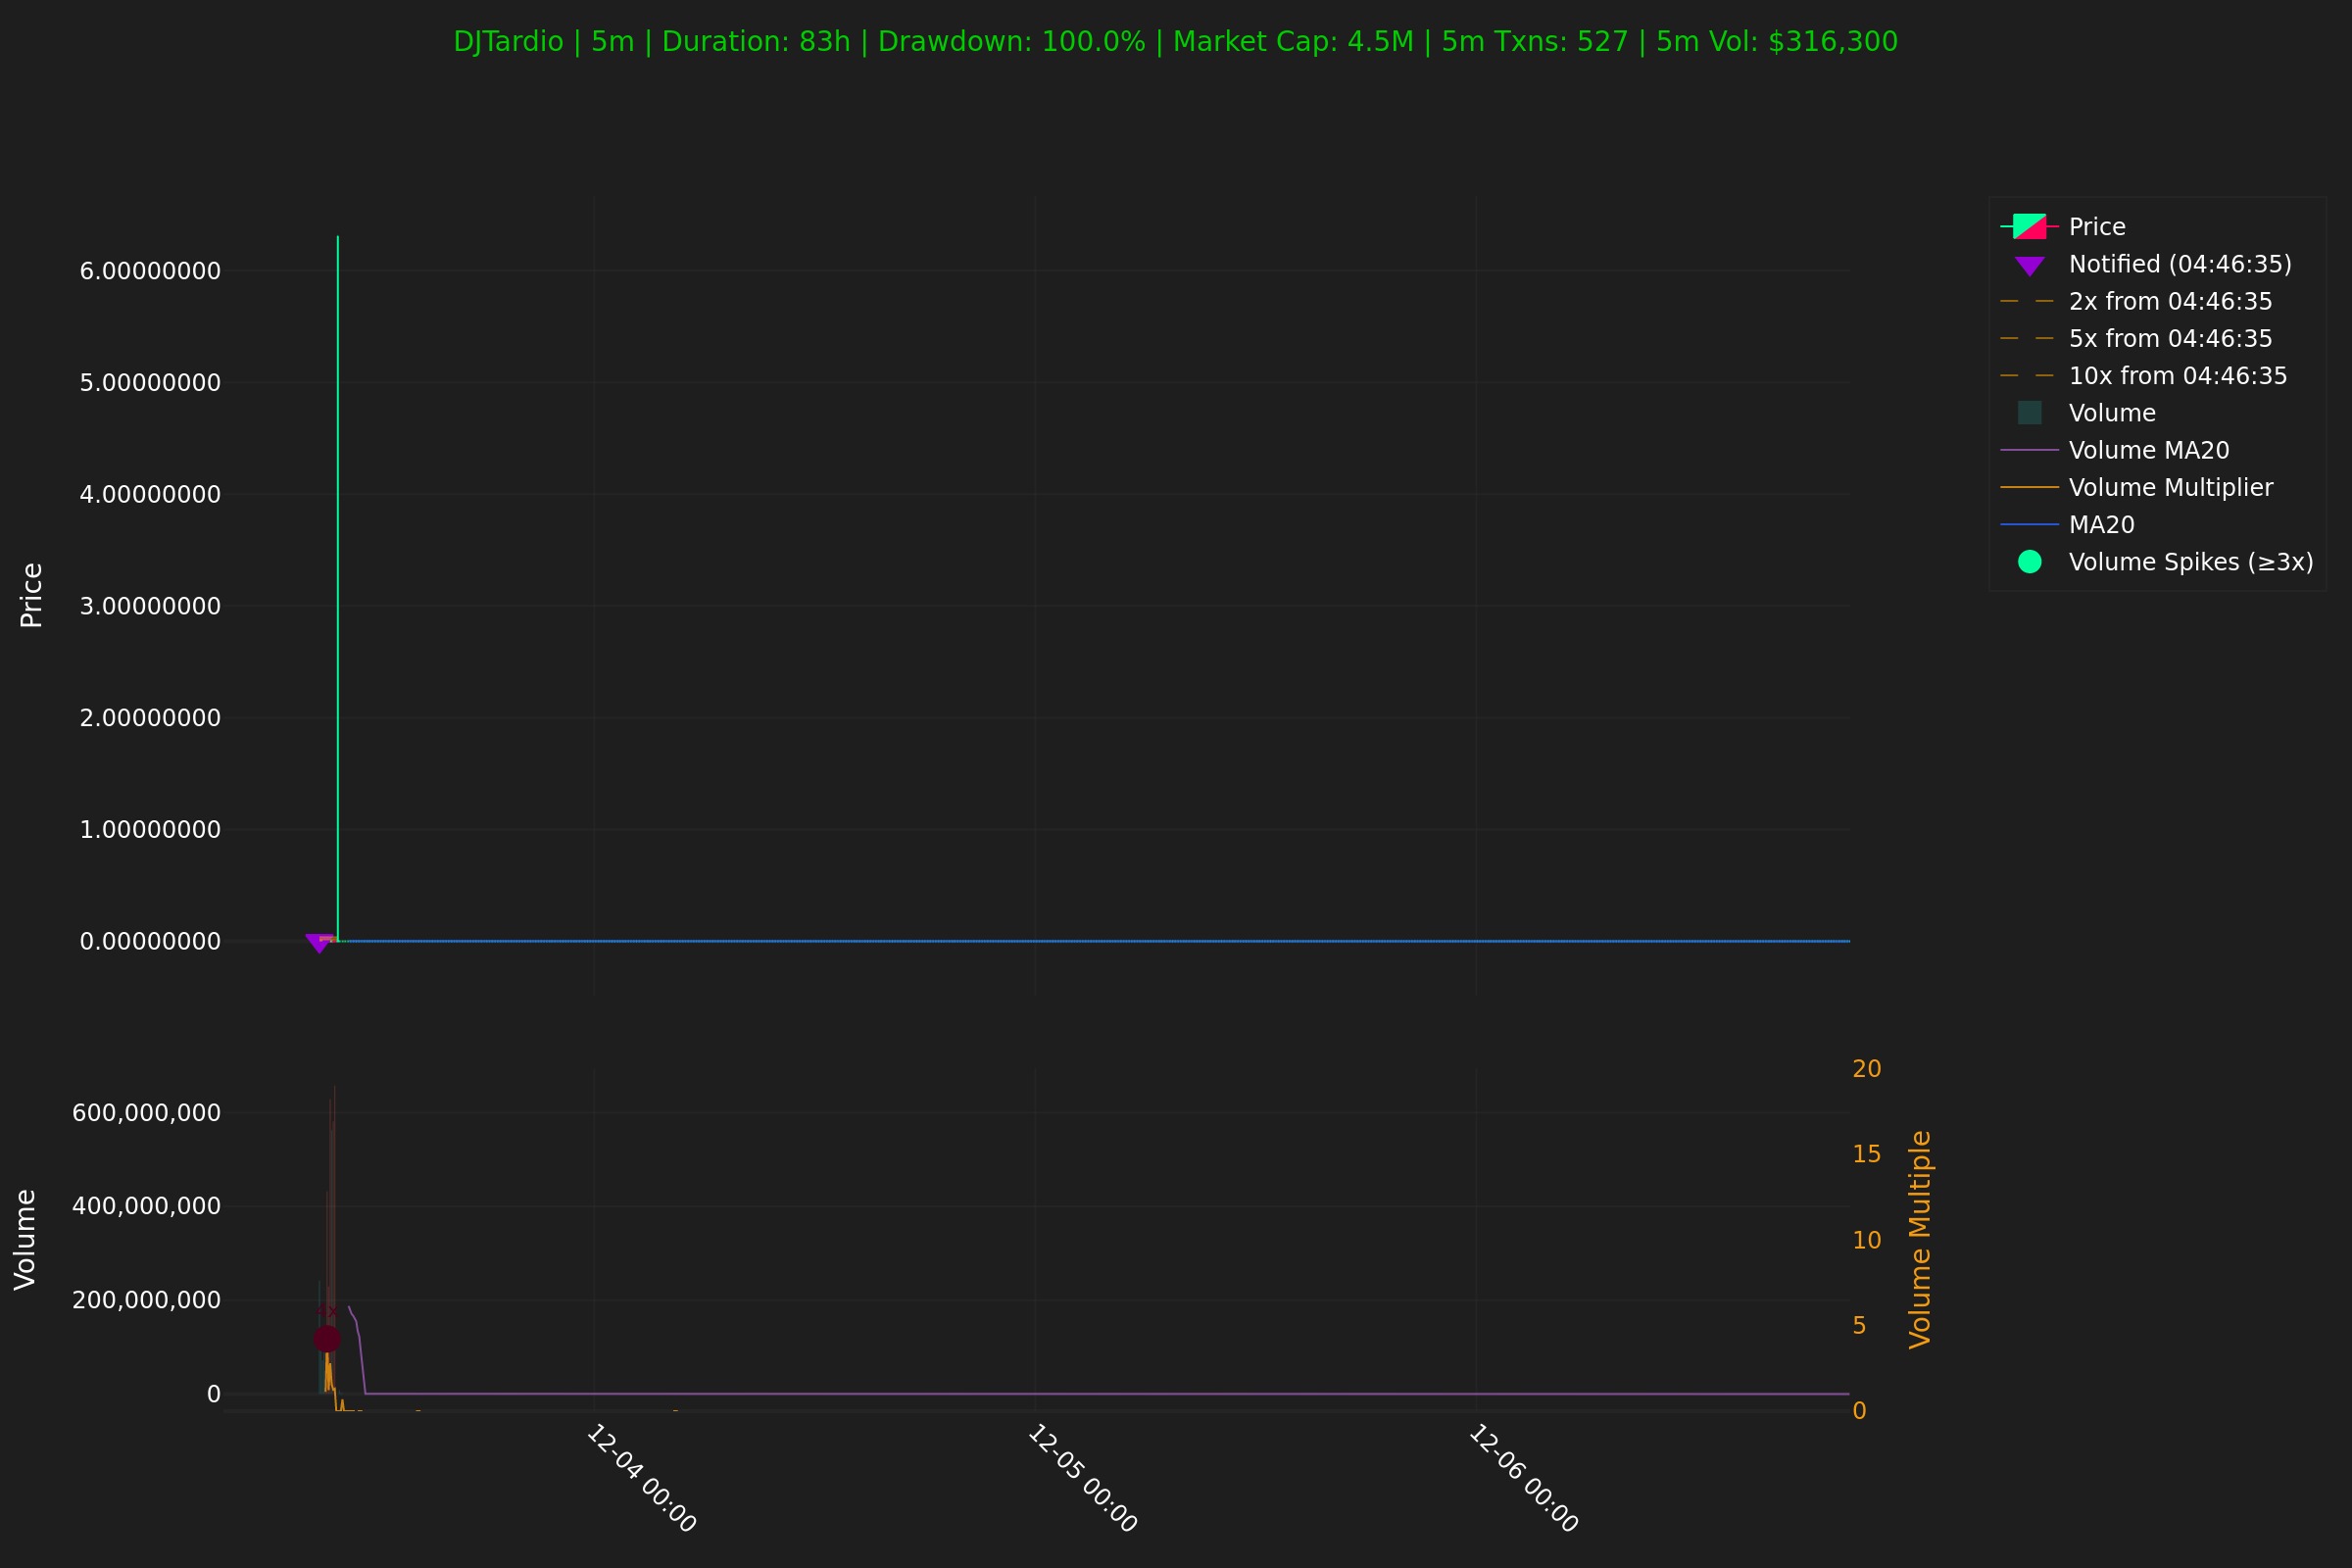 DJTardio | 5m | Duration: 83h | Drawdown: 100.0% | Market Cap: 4.5M | 5m Txns: 527 | 5m Vol: $316,300
Price
6.00000000
5.00000000
4.00000000
3.00000000
2.00000000
1.00000000
0.00000000
Price
Notified (04:46:35)
2x from 04:46:35
5x from 04:46:35
10x from 04:46:35
Volume
Volume MA20
Volume Multiplier
MA20
Volume Spikes (≥3x)
Volume
600,000,000
400,000,000
200,000,000
0
20
15
10
5
0
Volume Multiple
12-04 00:00
12-05 00:00
12-06 00:00